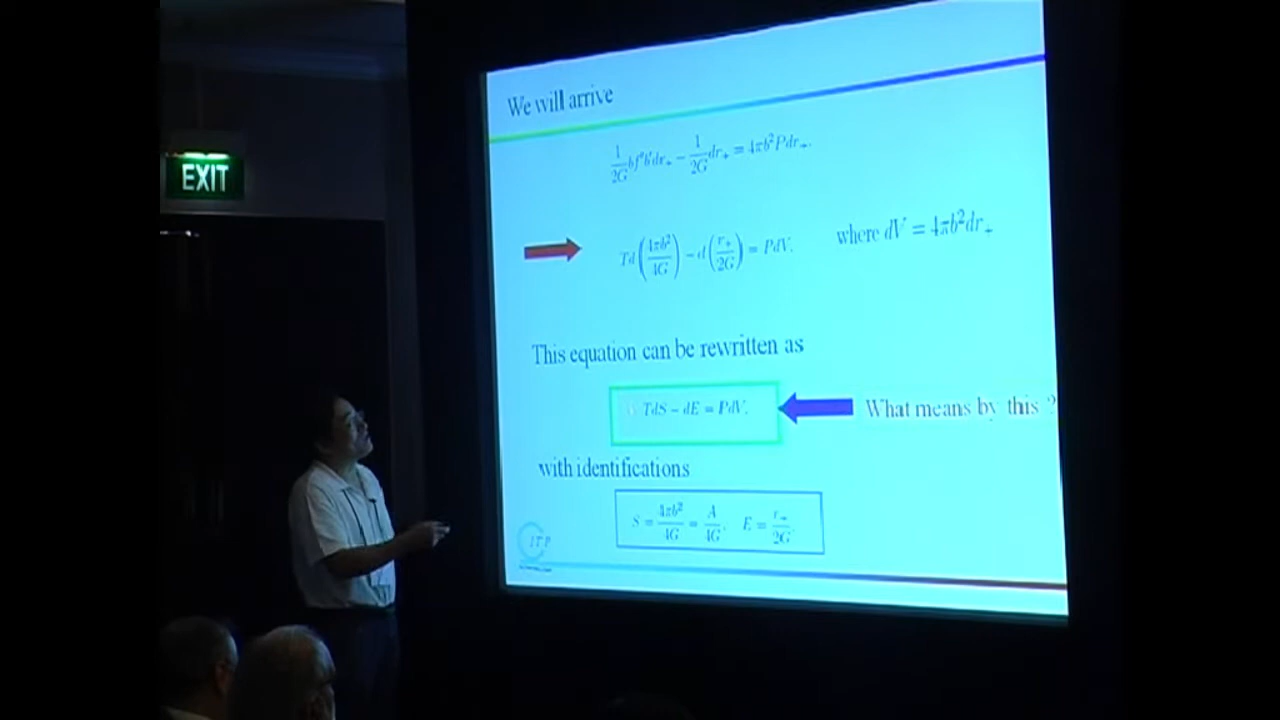 EXIT
We will arrive
1/2G bf'b'dr₊ − 1/2G dr₊ = 4πb²Pdr₊.
Td(4πb²/4G) − d(r₊/2G) = PdV, where dV = 4πb²dr₊
This equation can be rewritten as
TdS − dE = PdV, What means by this ?
with identifications
S = 4πb²/4G = A/4G, E = r₊/2G.
ITP